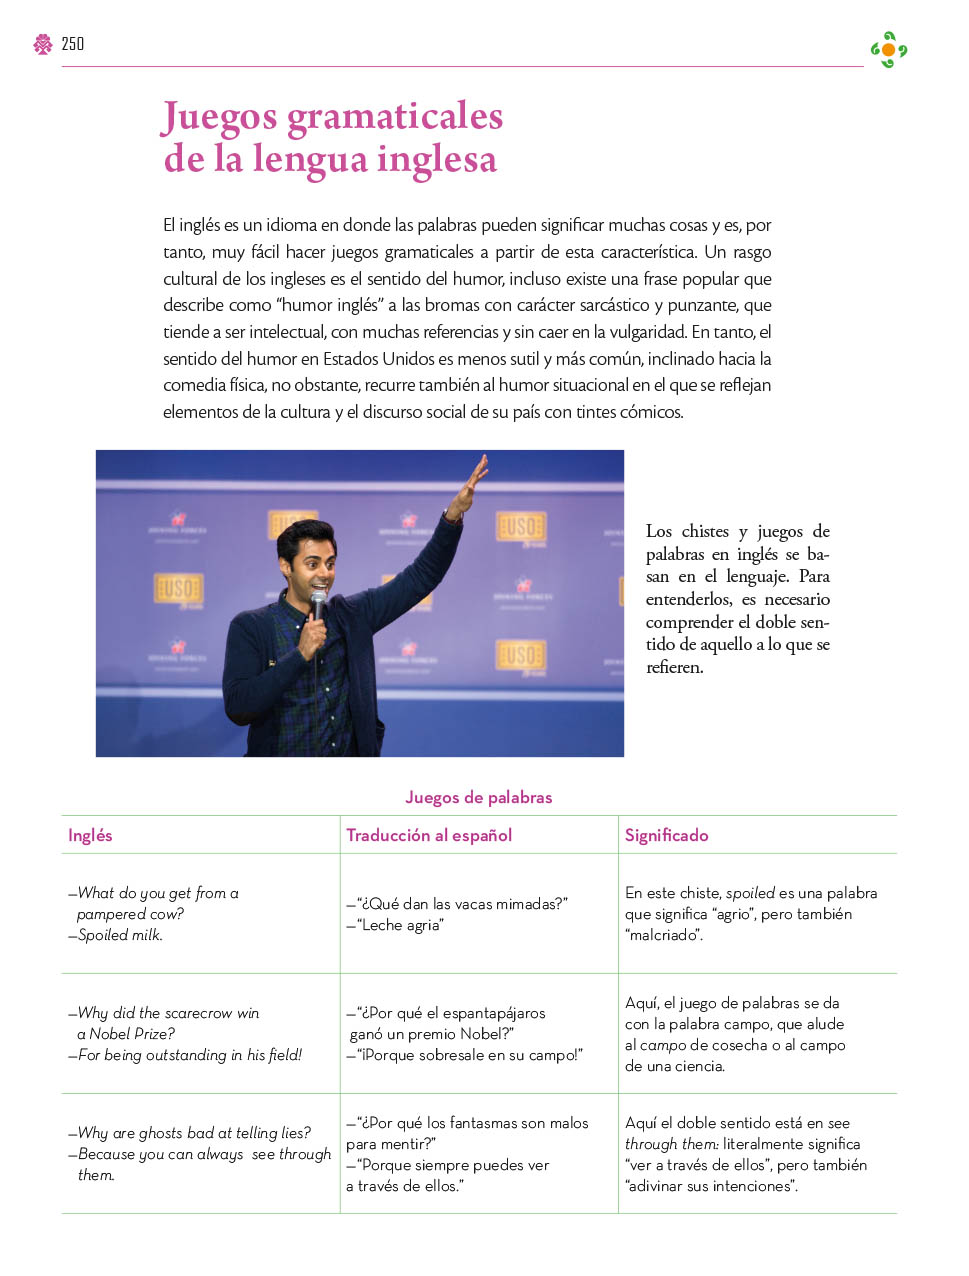 250
Juegos gramaticales
de la lengua inglesa
El inglés es un idioma en donde las palabras pueden significar muchas cosas y es, por
tanto, muy fácil hacer juegos gramaticales a partir de esta característica. Un rasgo
cultural de los ingleses es el sentido del humor, incluso existe una frase popular que
describe como “humor inglés” a las bromas con carácter sarcástico y punzante, que
tiende a ser intelectual, con muchas referencias y sin caer en la vulgaridad. En tanto, el
sentido del humor en Estados Unidos es menos sutil y más común, inclinado hacia la
comedia física, no obstante, recurre también al humor situacional en el que se reflejan
elementos de la cultura y el discurso social de su país con tintes cómicos.
USO
USO
USO
USO
Los chistes y juegos de
palabras en inglés se ba-
san en el lenguaje. Para
entenderlos, es necesario
comprender el doble sen-
tido de aquello a lo que se
refieren.
Juegos de palabras
Inglés
Traducción al español
Significado
—What do you get from a
pampered cow?
—Spoiled milk.
—“¿Qué dan las vacas mimadas?”
—“Leche agria”
En este chiste, spoiled es una palabra
que significa “agrio”, pero también
“malcriado”.
—Why did the scarecrow win
a Nobel Prize?
—For being outstanding in his field!
—“¿Por qué el espantapájaros
ganó un premio Nobel?”
—“¡Porque sobresale en su campo!”
Aquí, el juego de palabras se da
con la palabra campo, que alude
al campo de cosecha o al campo
de una ciencia.
—Why are ghosts bad at telling lies?
—Because you can always see through
them.
—“¿Por qué los fantasmas son malos
para mentir?”
—“Porque siempre puedes ver
a través de ellos.”
Aquí el doble sentido está en see
through them: literalmente significa
“ver a través de ellos”, pero también
“adivinar sus intenciones”.